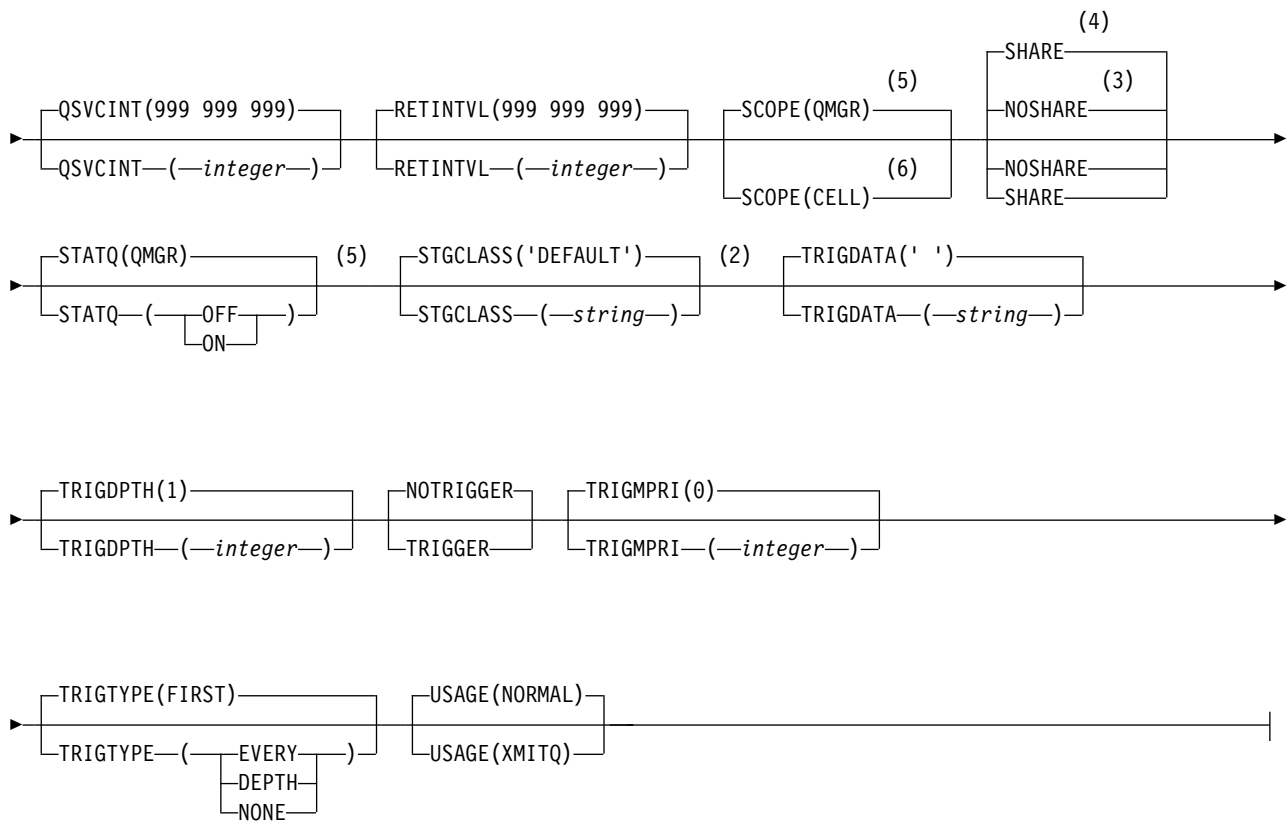 (4)
SHARE
(5) (3)
QSVCINT(999 999 999) RETINTVL(999 999 999) SCOPE(QMGR) NOSHARE
(6)
QSVCINT (integer) RETINTVL (integer) NOSHARE
SCOPE(CELL) SHARE
STATQ(QMGR) (5) STGCLASS('DEFAULT') (2) TRIGDATA(' ')
STATQ ( OFF ) STGCLASS (string) TRIGDATA (string)
ON
TRIGDPTH(1) NOTRIGGER TRIGMPRI(0)
TRIGDPTH (integer) TRIGGER TRIGMPRI (integer)
TRIGTYPE(FIRST) USAGE(NORMAL)
TRIGTYPE ( EVERY ) USAGE(XMITQ)
DEPTH
NONE